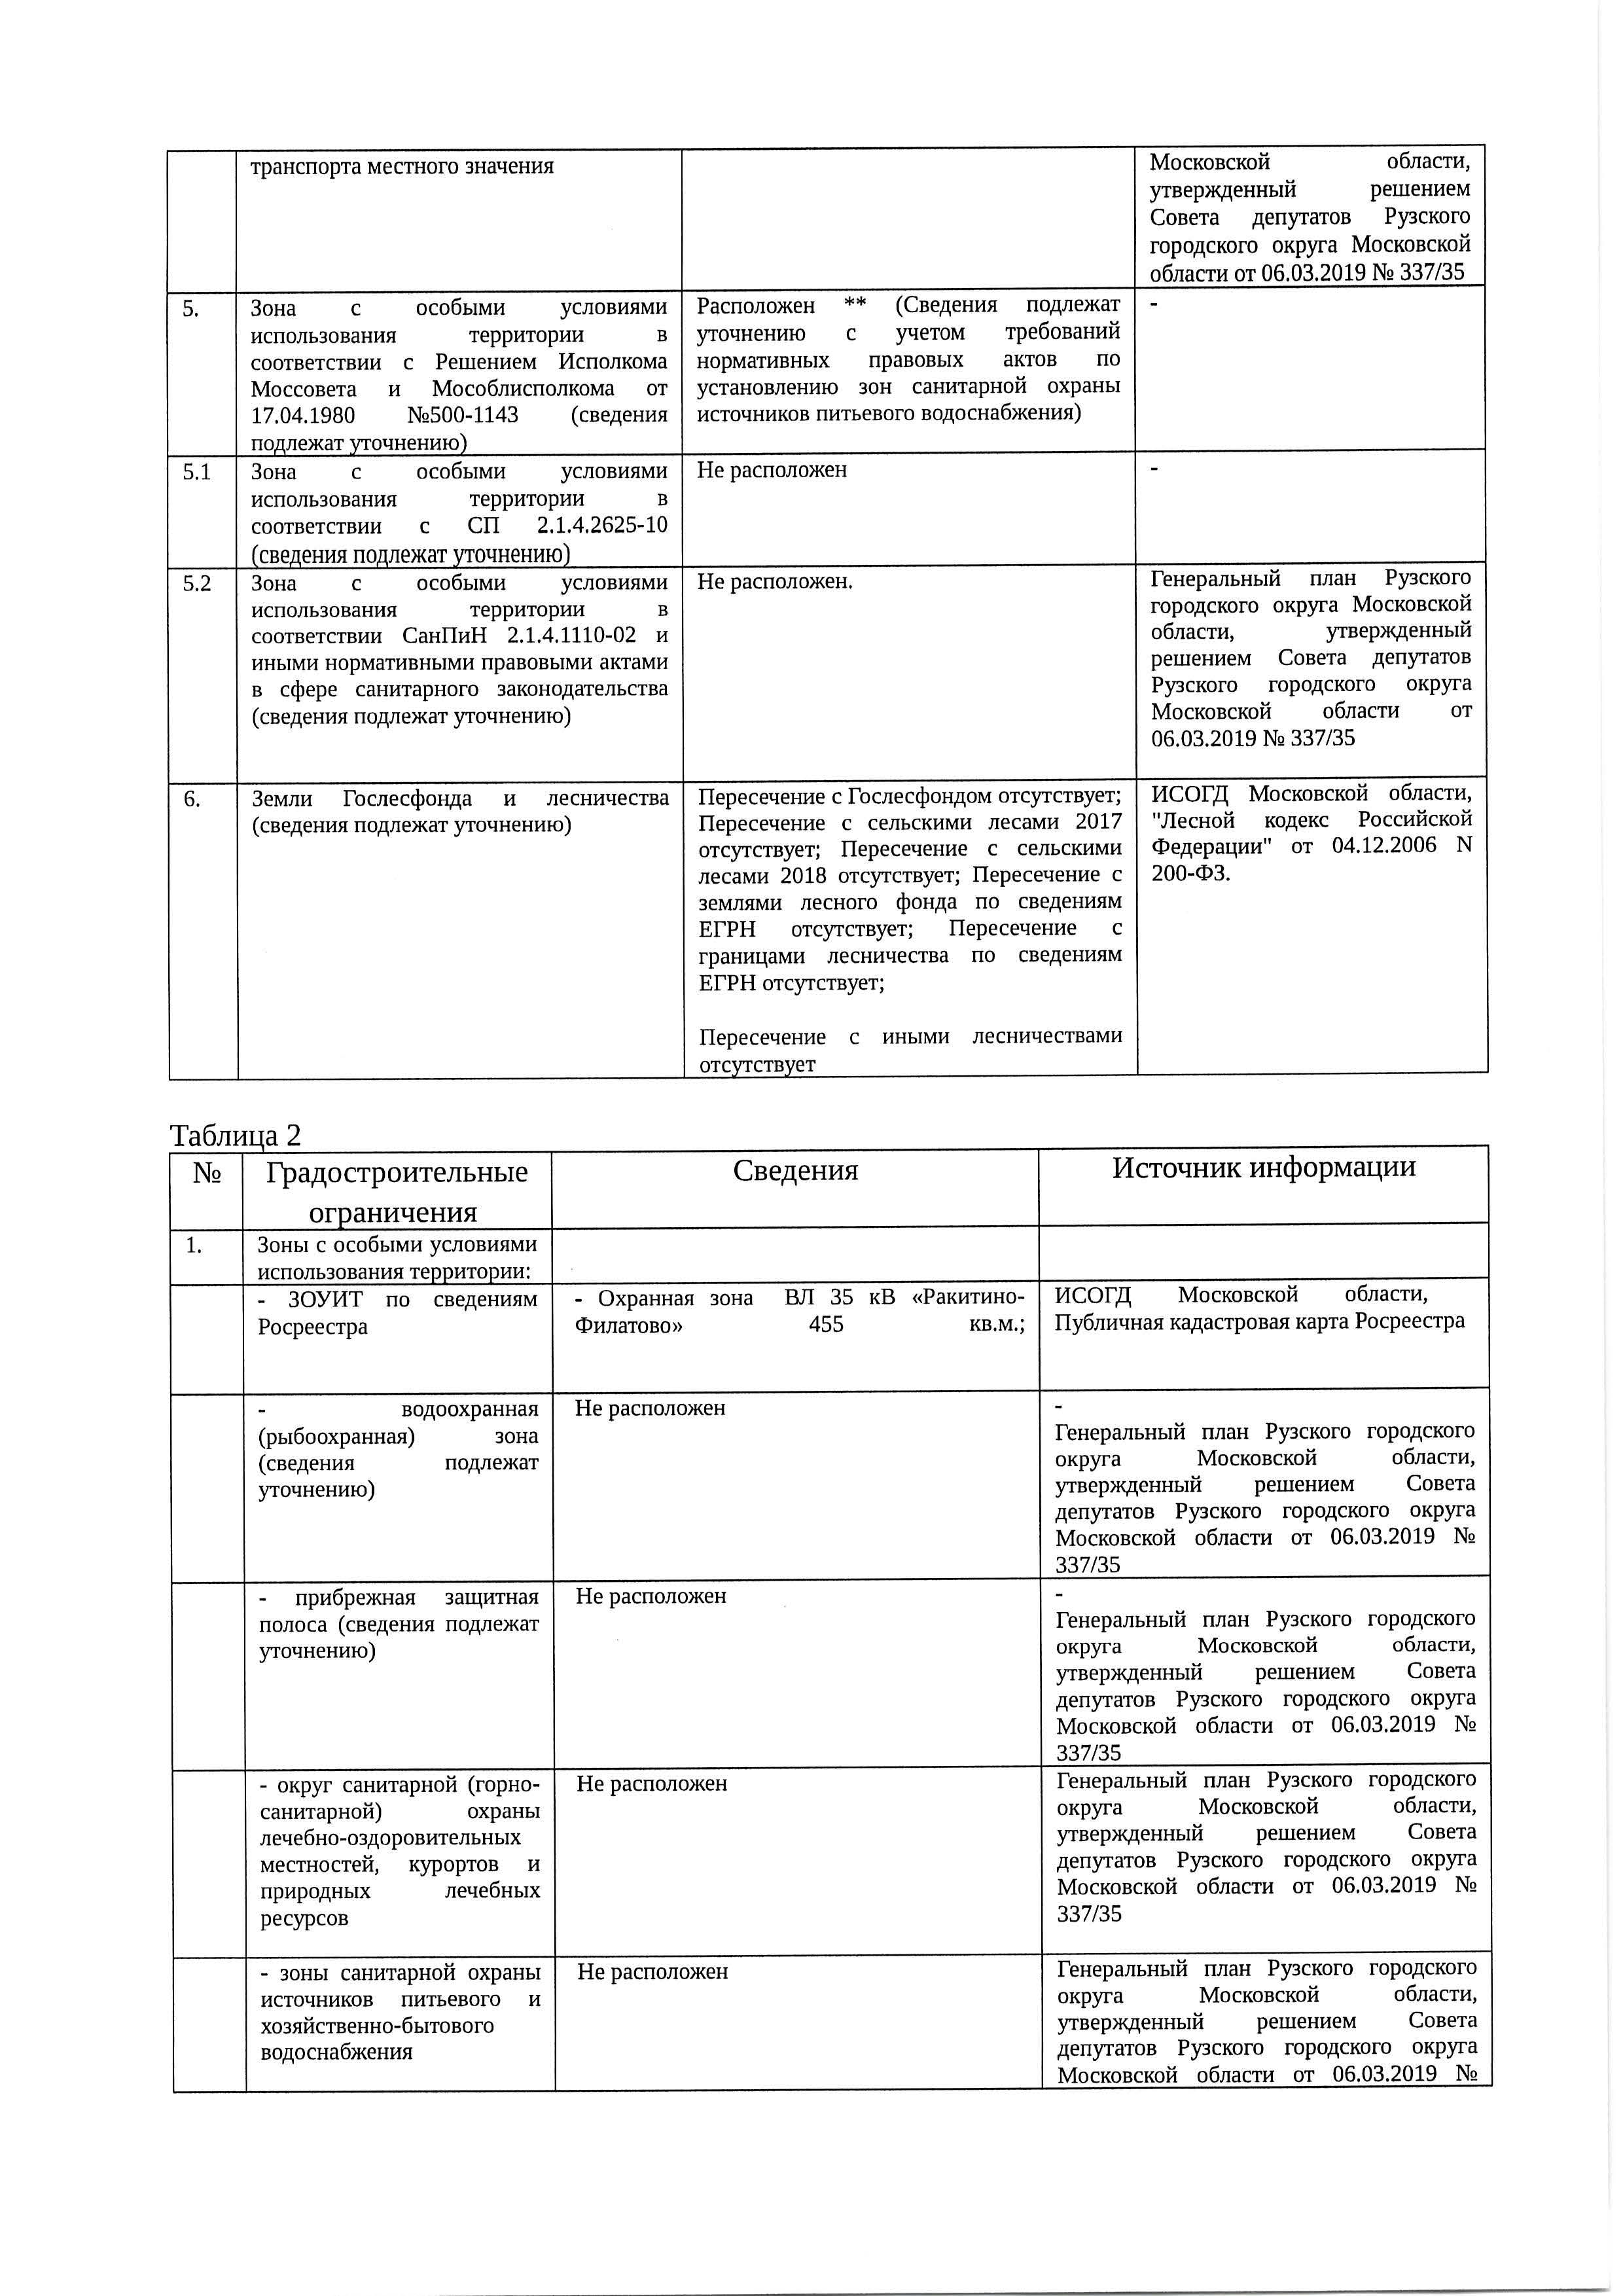 транспорта местного значения
Московской области,
утвержденный решением
Совета депутатов Рузского
городского округа Московской
области от 06.03.2019 № 337/35
5.
Зона с особыми условиями
использования территории в
соответствии с Решением Исполкома
Моссовета и Мособлисполкома от
17.04.1980 №500-1143 (сведения
подлежат уточнению)
Расположен ** (Сведения подлежат
уточнению с учетом требований
нормативных правовых актов по
установлению зон санитарной охраны
источников питьевого водоснабжения)
-
5.1
Зона с особыми условиями
использования территории в
соответствии с СП 2.1.4.2625-10
(сведения подлежат уточнению)
Не расположен
-
5.2
Зона с особыми условиями
использования территории в
соответствии СанПиН 2.1.4.1110-02 и
иными нормативными правовыми актами
в сфере санитарного законодательства
(сведения подлежат уточнению)
Не расположен.
Генеральный план Рузского
городского округа Московской
области, утвержденный
решением Совета депутатов
Рузского городского округа
Московской области от
06.03.2019 № 337/35
6.
Земли Гослесфонда и лесничества
(сведения подлежат уточнению)
Пересечение с Гослесфондом отсутствует;
Пересечение с сельскими лесами 2017
отсутствует; Пересечение с сельскими
лесами 2018 отсутствует; Пересечение с
землями лесного фонда по сведениям
ЕГРН отсутствует; Пересечение с
границами лесничества по сведениям
ЕГРН отсутствует;
Пересечение с иными лесничествами
отсутствует
ИСОГД Московской области,
"Лесной кодекс Российской
Федерации" от 04.12.2006 N
200-ФЗ.
Таблица 2
№
Градостроительные
ограничения
Сведения
Источник информации
1.
Зоны с особыми условиями
использования территории:
- ЗОУИТ по сведениям
Росреестра
- Охранная зона ВЛ 35 кВ «Ракитино-
Филатово» 455 кв.м.;
ИСОГД Московской области,
Публичная кадастровая карта Росреестра
- водоохранная
(рыбоохранная) зона
(сведения подлежат
уточнению)
Не расположен
-
Генеральный план Рузского городского
округа Московской области,
утвержденный решением Совета
депутатов Рузского городского округа
Московской области от 06.03.2019 №
337/35
- прибрежная защитная
полоса (сведения подлежат
уточнению)
Не расположен
-
Генеральный план Рузского городского
округа Московской области,
утвержденный решением Совета
депутатов Рузского городского округа
Московской области от 06.03.2019 №
337/35
- округ санитарной (горно-
санитарной) охраны
лечебно-оздоровительных
местностей, курортов и
природных лечебных
ресурсов
Не расположен
Генеральный план Рузского городского
округа Московской области,
утвержденный решением Совета
депутатов Рузского городского округа
Московской области от 06.03.2019 №
337/35
- зоны санитарной охраны
источников питьевого и
хозяйственно-бытового
водоснабжения
Не расположен
Генеральный план Рузского городского
округа Московской области,
утвержденный решением Совета
депутатов Рузского городского округа
Московской области от 06.03.2019 №